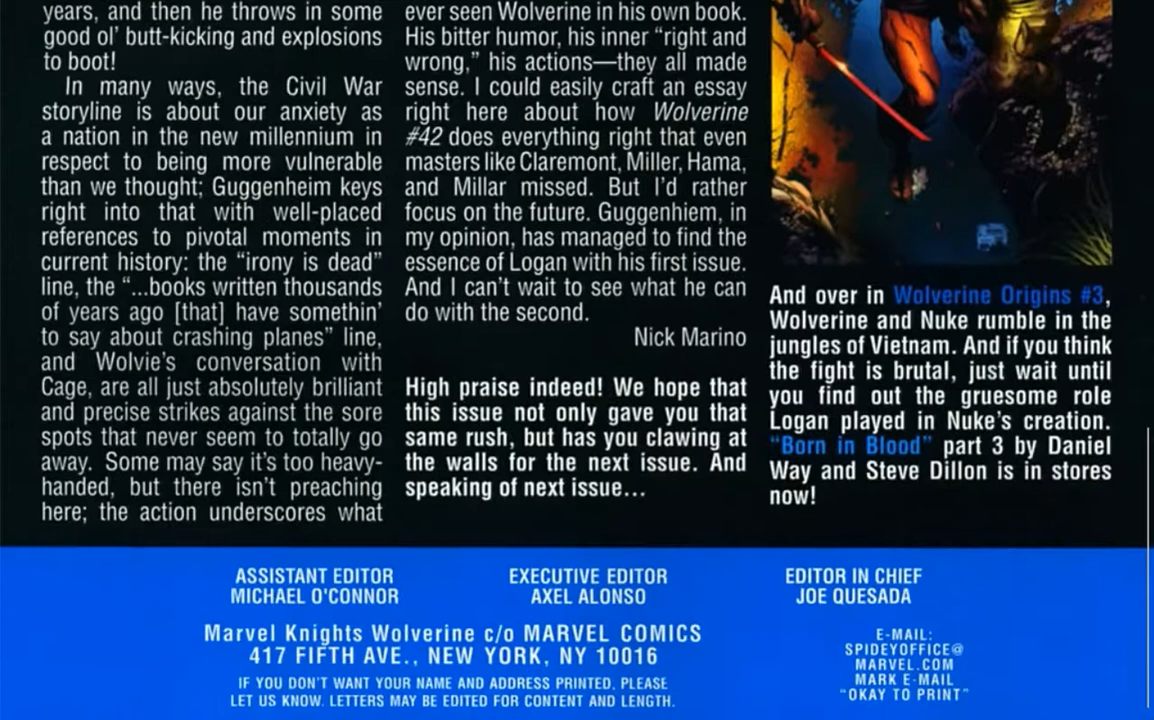 years, and then he throws in some
good ol' butt-kicking and explosions
to boot!
In many ways, the Civil War
storyline is about our anxiety as
a nation in the new millennium in
respect to being more vulnerable
than we thought; Guggenheim keys
right into that with well-placed
references to pivotal moments in
current history: the “irony is dead”
line, the “...books written thousands
of years ago [that] have somethin'
to say about crashing planes” line,
and Wolvie's conversation with
Cage, are all just absolutely brilliant
and precise strikes against the sore
spots that never seem to totally go
away. Some may say it's too heavy-
handed, but there isn't preaching
here; the action underscores what
ever seen Wolverine in his own book.
His bitter humor, his inner “right and
wrong,” his actions—they all made
sense. I could easily craft an essay
right here about how Wolverine
#42 does everything right that even
masters like Claremont, Miller, Hama,
and Millar missed. But I'd rather
focus on the future. Guggenhiem, in
my opinion, has managed to find the
essence of Logan with his first issue.
And I can't wait to see what he can
do with the second.
Nick Marino
High praise indeed! We hope that
this issue not only gave you that
same rush, but has you clawing at
the walls for the next issue. And
speaking of next issue...
And over in Wolverine Origins #3,
Wolverine and Nuke rumble in the
jungles of Vietnam. And if you think
the fight is brutal, just wait until
you find out the gruesome role
Logan played in Nuke's creation.
“Born in Blood” part 3 by Daniel
Way and Steve Dillon is in stores
now!
ASSISTANT EDITOR
MICHAEL O'CONNOR
EXECUTIVE EDITOR
AXEL ALONSO
EDITOR IN CHIEF
JOE QUESADA
Marvel Knights Wolverine c/o MARVEL COMICS
417 FIFTH AVE., NEW YORK, NY 10016
IF YOU DON'T WANT YOUR NAME AND ADDRESS PRINTED, PLEASE
LET US KNOW. LETTERS MAY BE EDITED FOR CONTENT AND LENGTH.
E-MAIL:
SPIDEYOFFICE@
MARVEL.COM
MARK E-MAIL
“OKAY TO PRINT”